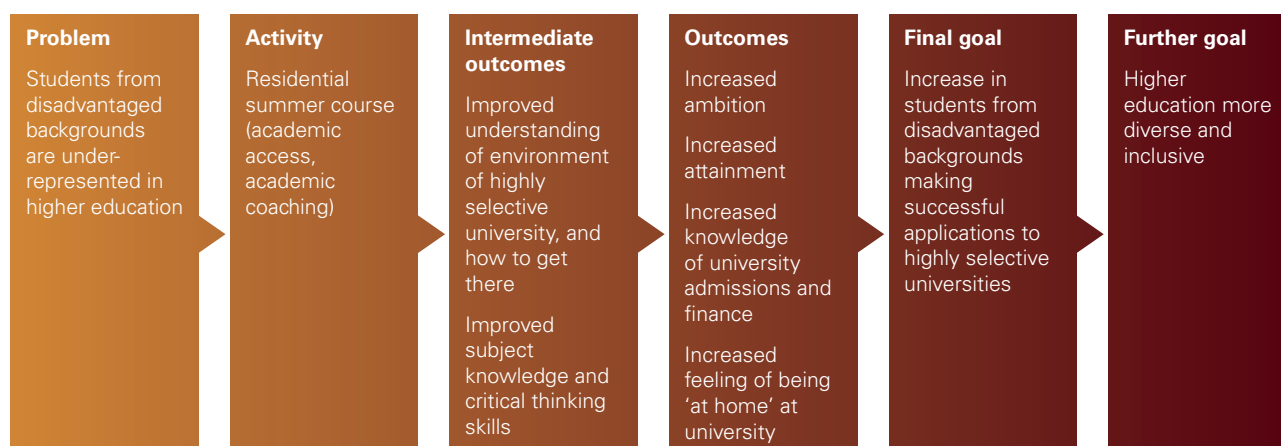 Problem
Students from
disadvantaged
backgrounds
are under-
represented in
higher education
Activity
Residential
summer course
(academic
access,
academic
coaching)
Intermediate
outcomes
Improved
understanding
of environment
of highly
selective
university, and
how to get
there
Improved
subject
knowledge and
critical thinking
skills
Outcomes
Increased
ambition
Increased
attainment
Increased
knowledge
of university
admissions and
finance
Increased
feeling of being
‘at home’ at
university
Final goal
Increase in
students from
disadvantaged
backgrounds
making
successful
applications to
highly selective
universities
Further goal
Higher
education more
diverse and
inclusive